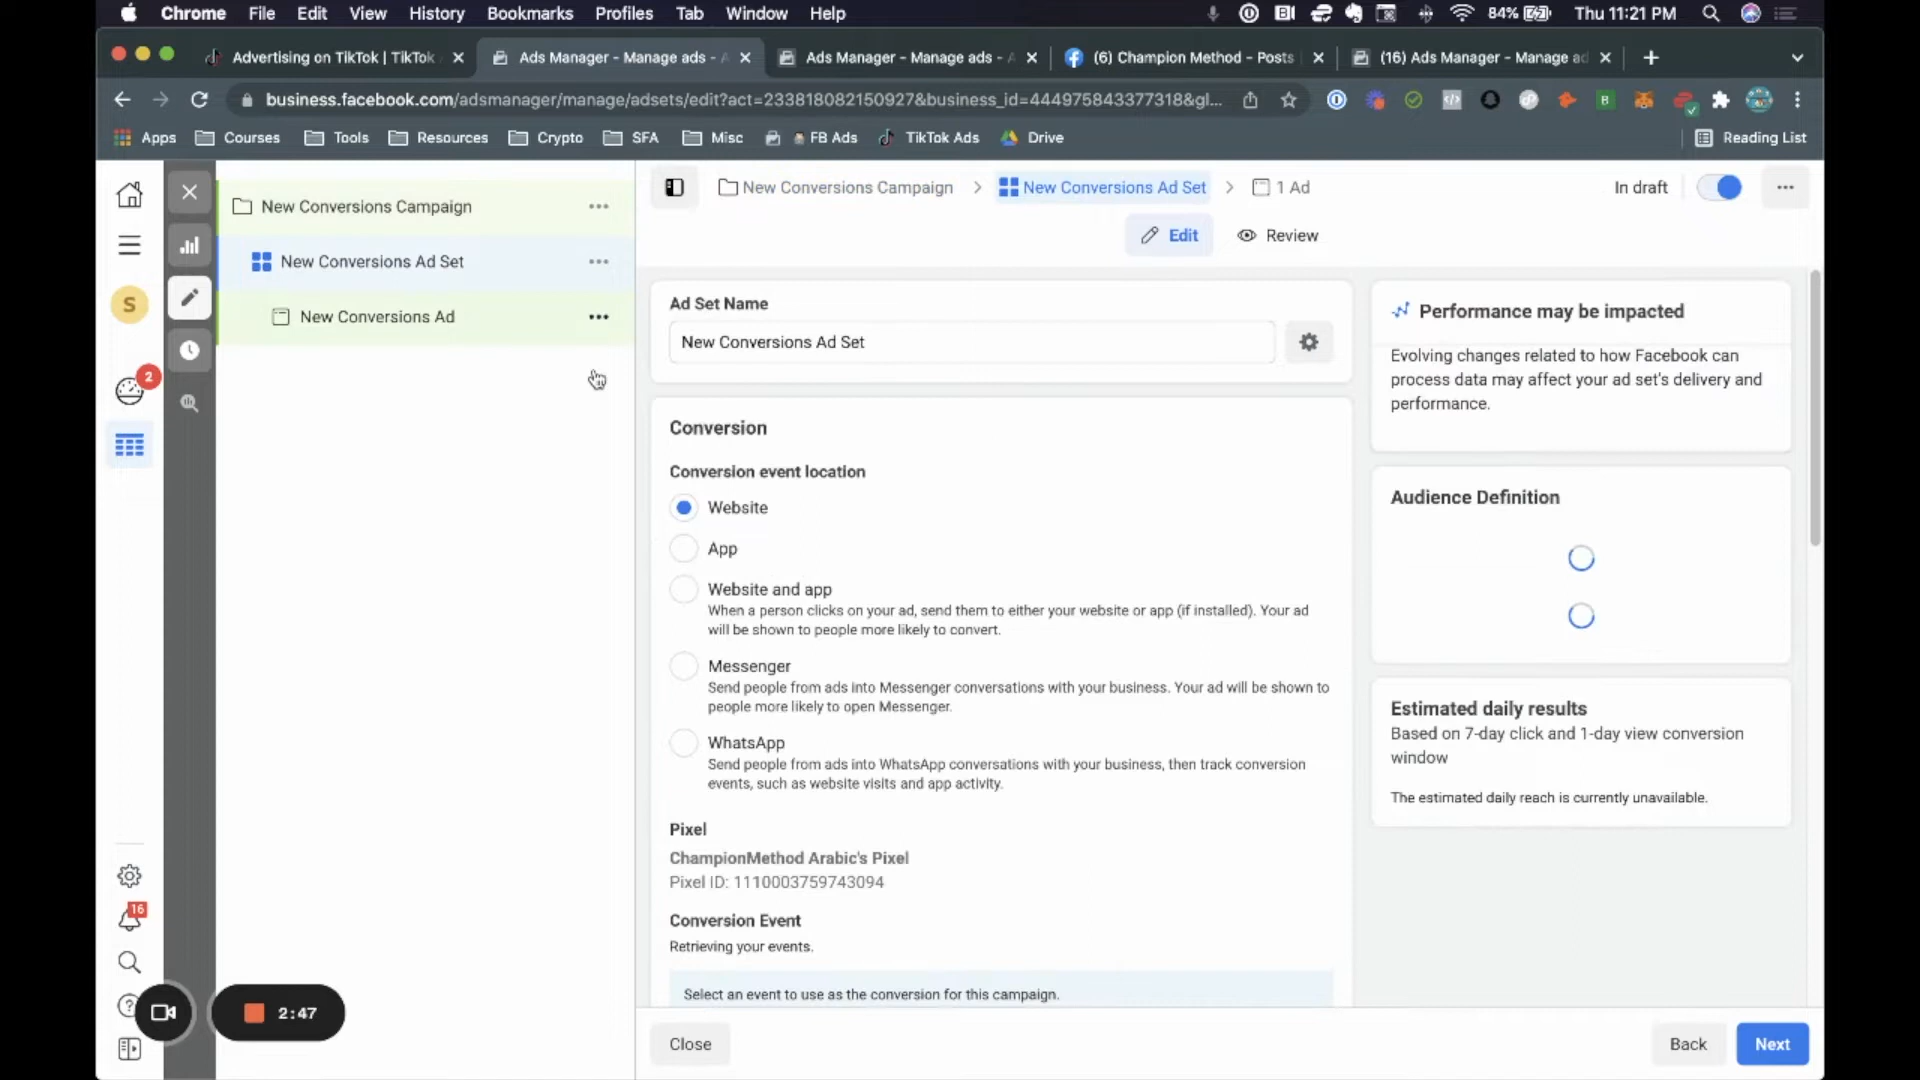 Chrome File Edit View History Bookmarks Profiles Tab Window Help
84% Thu 11:21 PM
Advertising on TikTok | TikTok
Ads Manager - Manage ads -
Ads Manager - Manage ads -
(6) Champion Method - Posts
(16) Ads Manager - Manage ad
business.facebook.com/adsmanager/manage/adsets/edit?act=233818082150927&business_id=444975843377318&gl...
Apps Courses Tools Resources Crypto SFA Misc FB Ads TikTok Ads Drive Reading List
S
2
16
New Conversions Campaign
New Conversions Ad Set
New Conversions Ad
New Conversions Campaign > New Conversions Ad Set > 1 Ad
In draft
Edit Review
Ad Set Name
New Conversions Ad Set
Conversion
Conversion event location
Website
App
Website and app
When a person clicks on your ad, send them to either your website or app (if installed). Your ad
will be shown to people more likely to convert.
Messenger
Send people from ads into Messenger conversations with your business. Your ad will be shown to
people more likely to open Messenger.
WhatsApp
Send people from ads into WhatsApp conversations with your business, then track conversion
events, such as website visits and app activity.
Pixel
ChampionMethod Arabic's Pixel
Pixel ID: 1110003759743094
Conversion Event
Retrieving your events.
Select an event to use as the conversion for this campaign.
Performance may be impacted
Evolving changes related to how Facebook can
process data may affect your ad set's delivery and
performance.
Audience Definition
Estimated daily results
Based on 7-day click and 1-day view conversion
window
The estimated daily reach is currently unavailable.
2:47
Close
Back Next